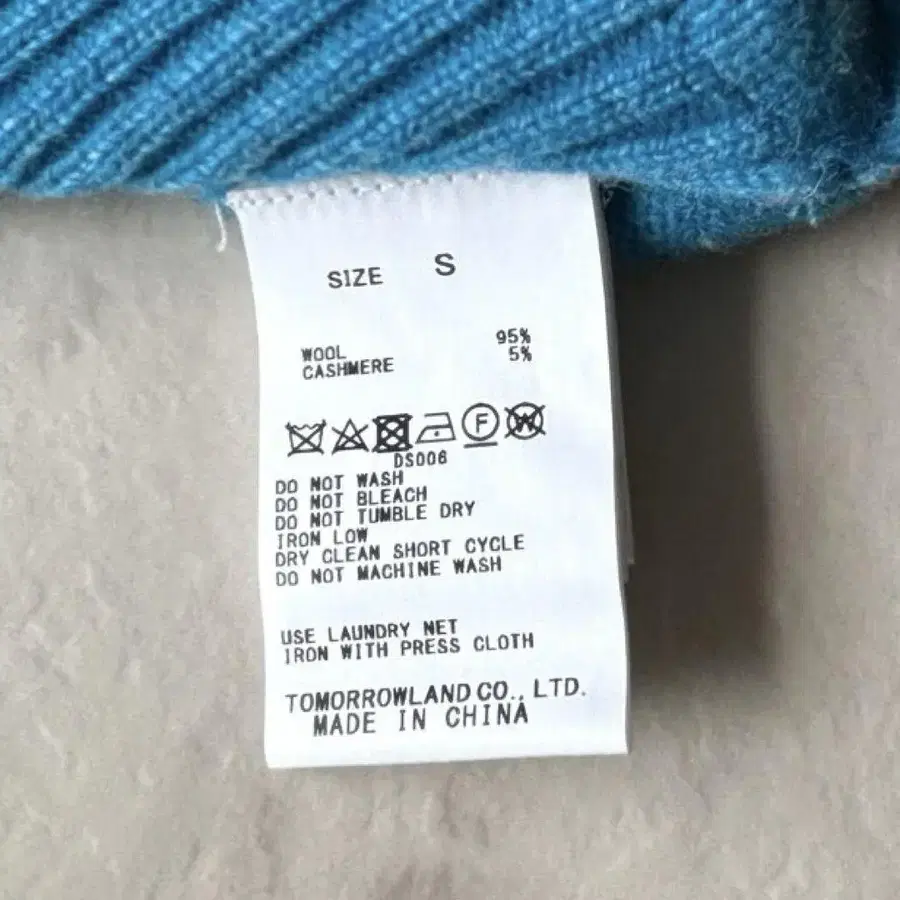 SIZE S
WOOL 95%
CASHMERE 5%
F W
DS006
DO NOT WASH
DO NOT BLEACH
DO NOT TUMBLE DRY
IRON LOW
DRY CLEAN SHORT CYCLE
DO NOT MACHINE WASH
USE LAUNDRY NET
IRON WITH PRESS CLOTH
TOMORROWLAND CO., LTD.
MADE IN CHINA